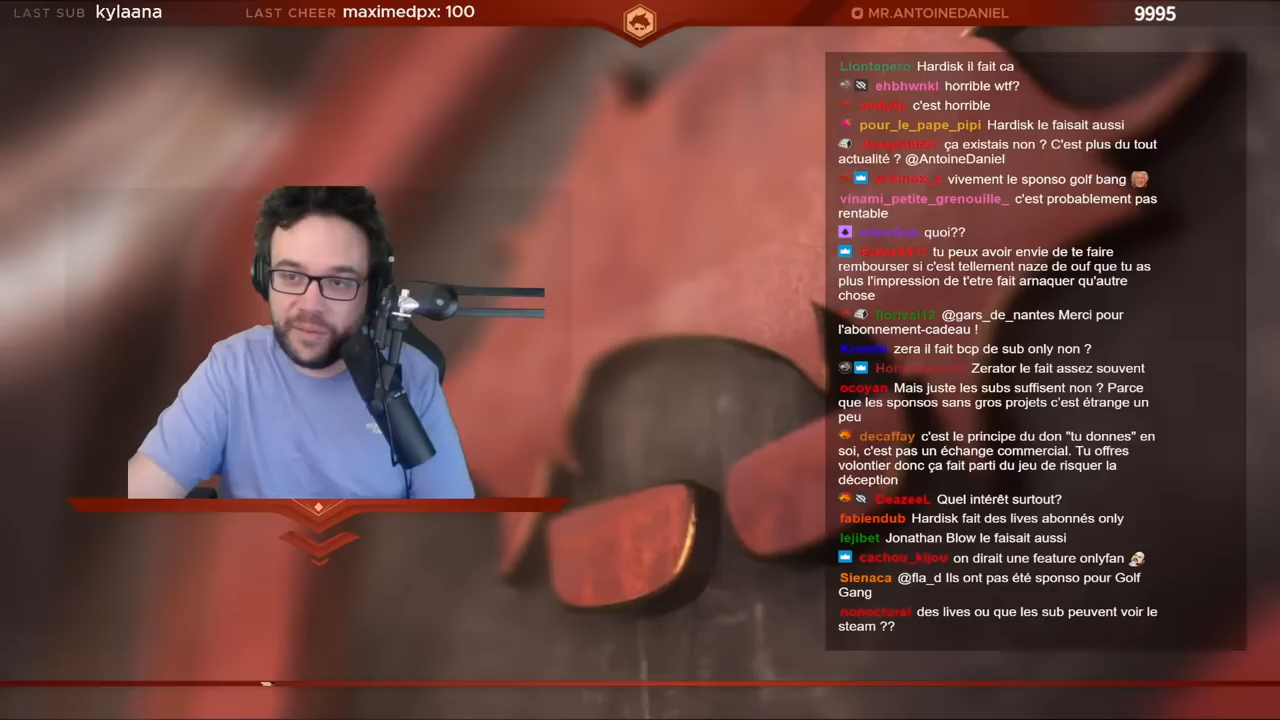 LAST SUB kylaana LAST CHEER maximedpx: 100 MR.ANTOINEDANIEL 9995
Liontapero Hardisk il fait ca
ehbhwnkl horrible wtf?
c'est horrible
pour_le_pape_pipi Hardisk le faisait aussi
ça existais non ? C'est plus du tout
actualité ? @AntoineDaniel
vivement le sponso golf bang
vinami_petite_grenouille_ c'est probablement pas
rentable
quoi??
tu peux avoir envie de te faire
rembourser si c'est tellement naze de ouf que tu as
plus l'impression de t'etre fait arnaquer qu'autre
chose
@gars_de_nantes Merci pour
l'abonnement-cadeau !
zera il fait bcp de sub only non ?
Zerator le fait assez souvent
ocoyan Mais juste les subs suffisent non ? Parce
que les sponsos sans gros projets c'est étrange un
peu
decaffay c'est le principe du don "tu donnes" en
soi, c'est pas un échange commercial. Tu offres
volontier donc ça fait parti du jeu de risquer la
déception
DeazeeL Quel intérêt surtout?
fabiendub Hardisk fait des lives abonnés only
lejibet Jonathan Blow le faisait aussi
cachou_kijou on dirait une feature onlyfan
Sienaca @fla_d Ils ont pas été sponso pour Golf
Gang
nonoctural des lives ou que les sub peuvent voir le
steam ??